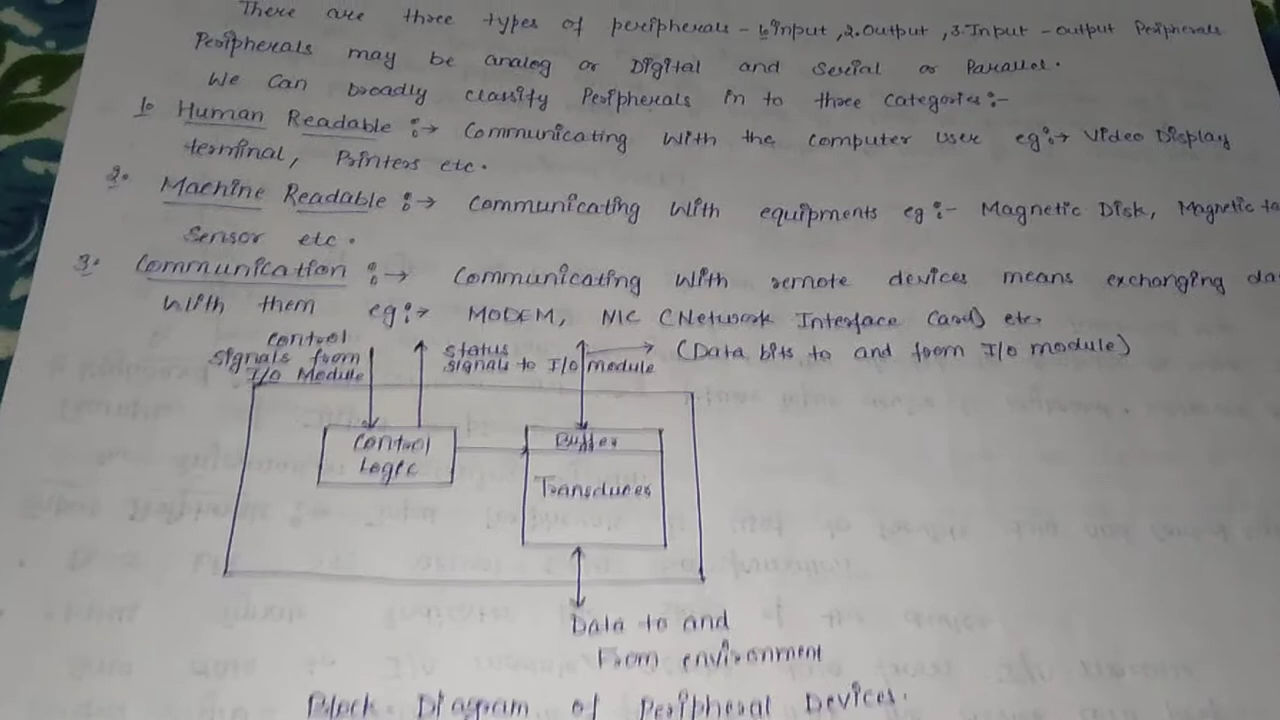 There are three types of peripherals - 1. Input, 2. Output, 3. Input - output Peripherals
Peripherals may be analog or Digital and Serial or Parallel.
We can broadly classify Peripherals in to three categories :-
1. Human Readable :→ Communicating With the computer user eg:→ Video Display
terminal, Printers etc.
2. Machine Readable :→ Communicating With equipments eg :- Magnetic Disk, Magnetic ta
Sensor etc.
3. Communication :→ Communicating With remote devices means exchanging da
With them eg:→ MODEM, NIC (Network Interface Card) etc.
control
signals from
I/O Module
status
signals to I/O module
(Data bits to and from I/O module)
Control
Logic
Buffer
Transducer
Data to and
From environment
Block Diagram of Peripheral Devices.